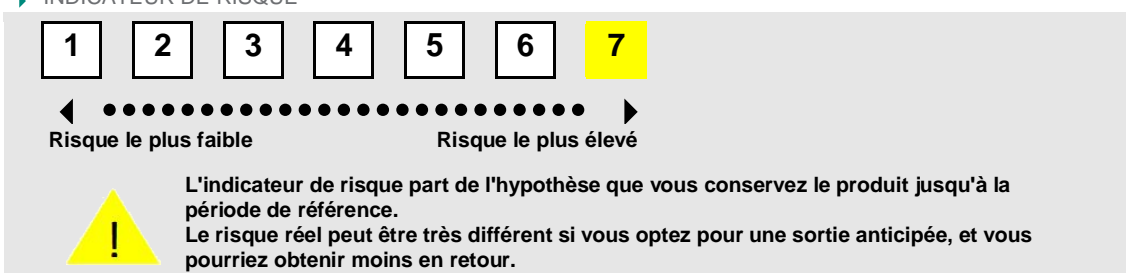 INDICATEUR DE RISQUE
1 2 3 4 5 6 7
Risque le plus faible Risque le plus élevé
L'indicateur de risque part de l'hypothèse que vous conservez le produit jusqu'à la
période de référence.
!
Le risque réel peut être très différent si vous optez pour une sortie anticipée, et vous
pourriez obtenir moins en retour.